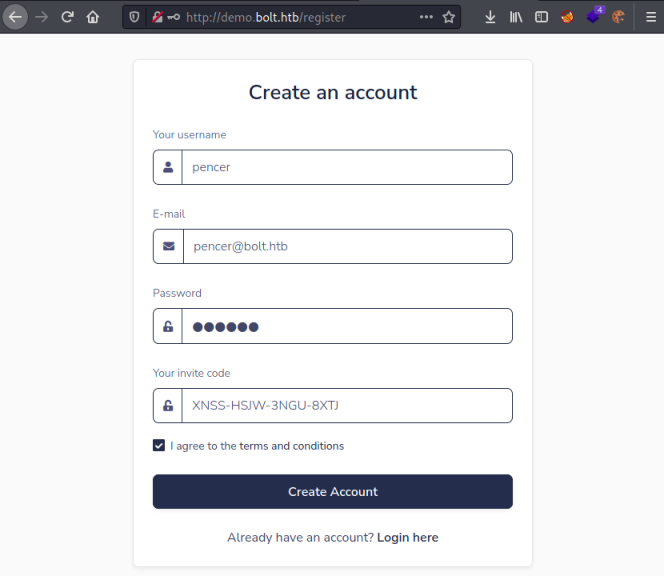 http://demo.bolt.htb/register
4
Create an account
Your username
pencer
E-mail
pencer@bolt.htb
Password
Your invite code
XNSS-HSJW-3NGU-8XTJ
I agree to the terms and conditions
Create Account
Already have an account? Login here